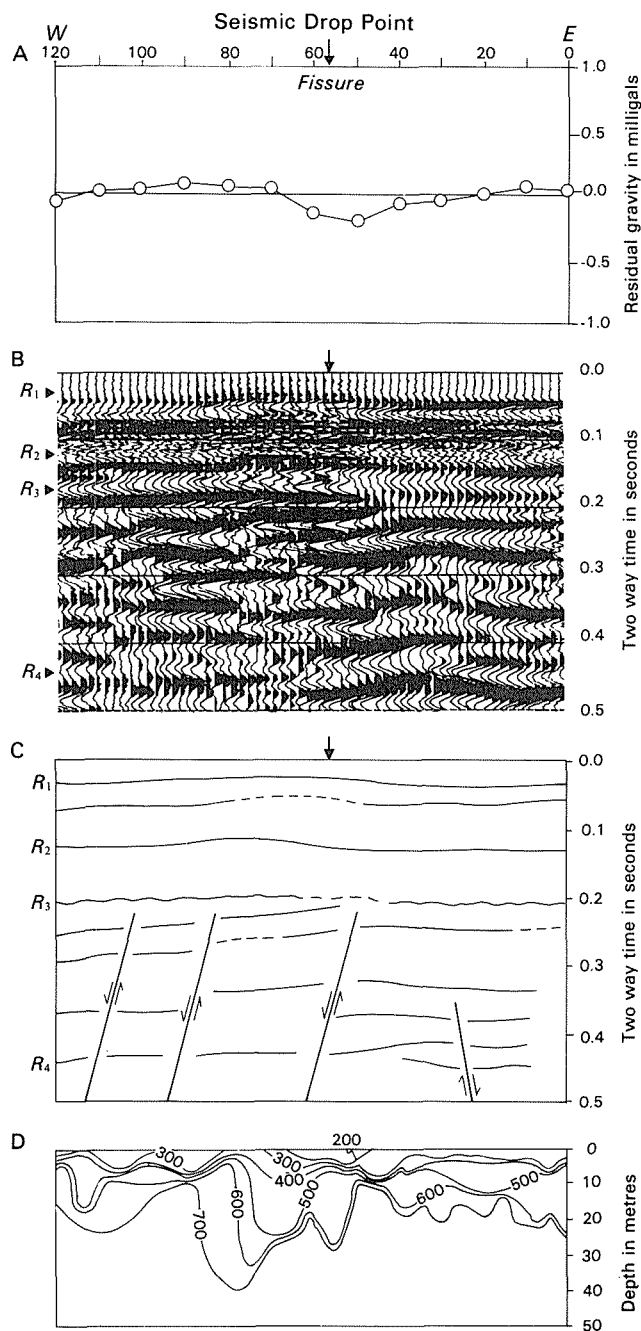 Seismic Drop Point
W E
A 120 100 80 60 40 20 0
Fissure
1.0
0.5
0.0
-0.5
-1.0
Residual gravity in milligals
B
0.0
R1
0.1
R2
R3
0.2
0.3
0.4
R4
0.5
Two way time in seconds
C
0.0
R1
0.1
R2
R3 0.2
0.3
0.4
R4
0.5
Two way time in seconds
D 200 0
300 300
400 500
500 600
600
700
10
20
30
40
50
Depth in metres